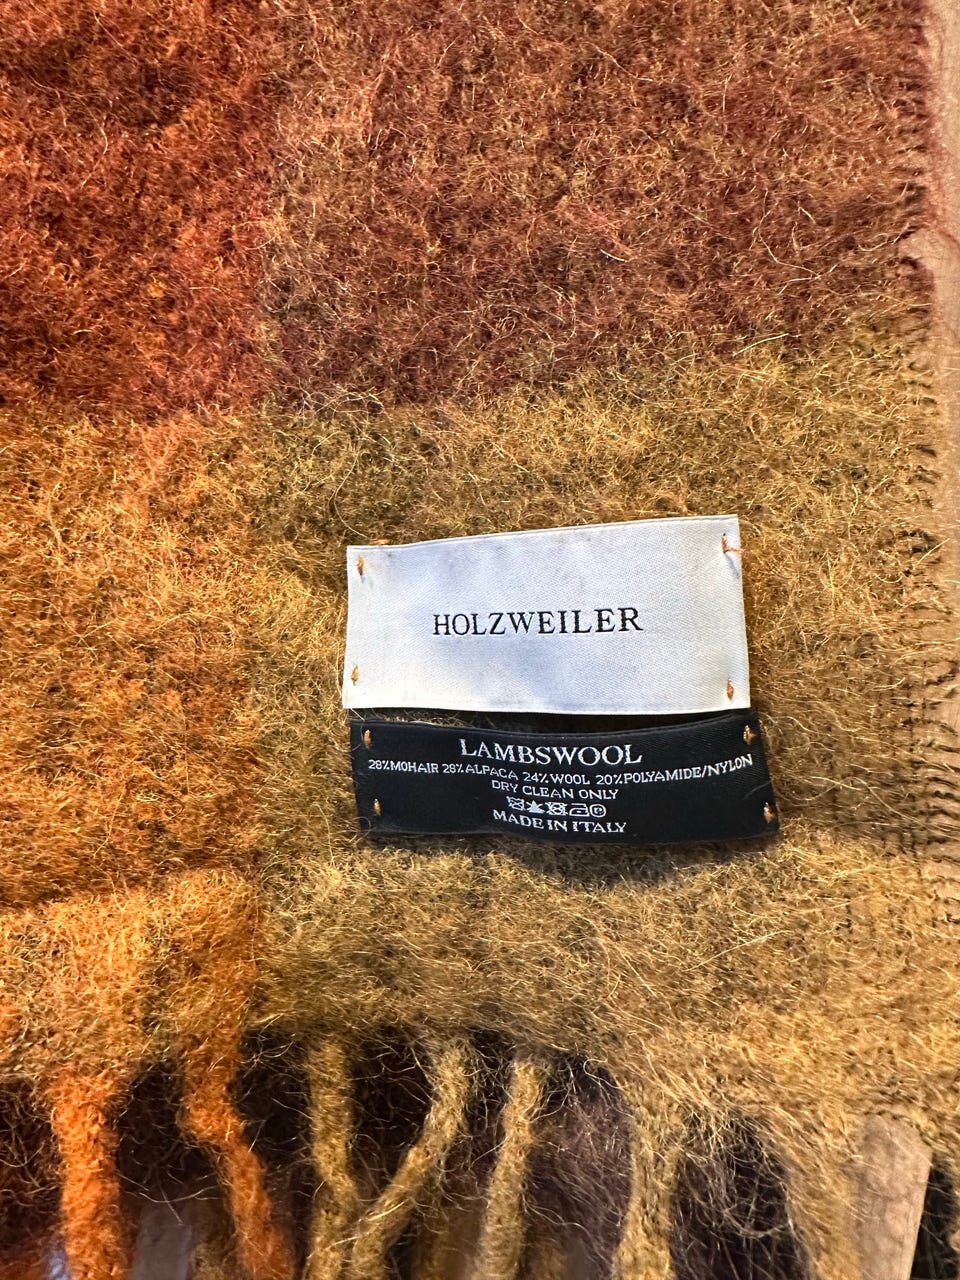 HOLZWEILER
LAMBSWOOL
28%MOHAIR 28%ALPACA 24%WOOL 20%POLYAMIDE/NYLON
DRY CLEAN ONLY
MADE IN ITALY